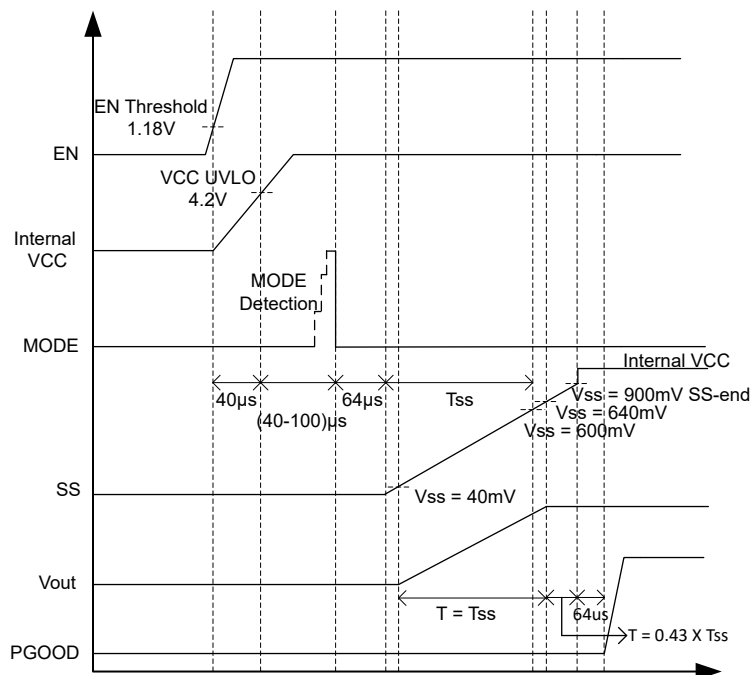 EN Threshold
1.18V
EN
VCC UVLO
4.2V
Internal
VCC
MODE
Detection
MODE
Internal VCC
40µs
(40-100)µs
64µs
Tss
Vss = 900mV SS-end
Vss = 640mV
Vss = 600mV
SS
Vss = 40mV
Vout
T = Tss
64us
T = 0.43 X Tss
PGOOD